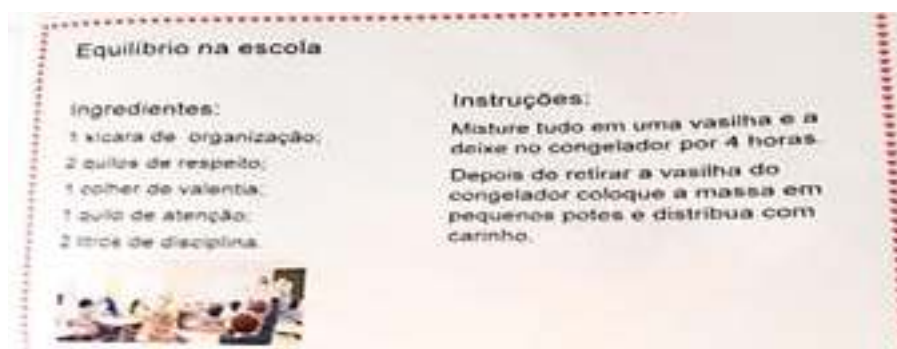 Equilíbrio na escola
Ingredientes:
1 xícara de organização;
2 quilos de respeito;
1 colher de valentia;
1 quilo de atenção;
2 litros de disciplina.
Instruções:
Misture tudo em uma vasilha e a
deixe no congelador por 4 horas.
Depois de retirar a vasilha do
congelador coloque a massa em
pequenos potes e distribua com
carinho.